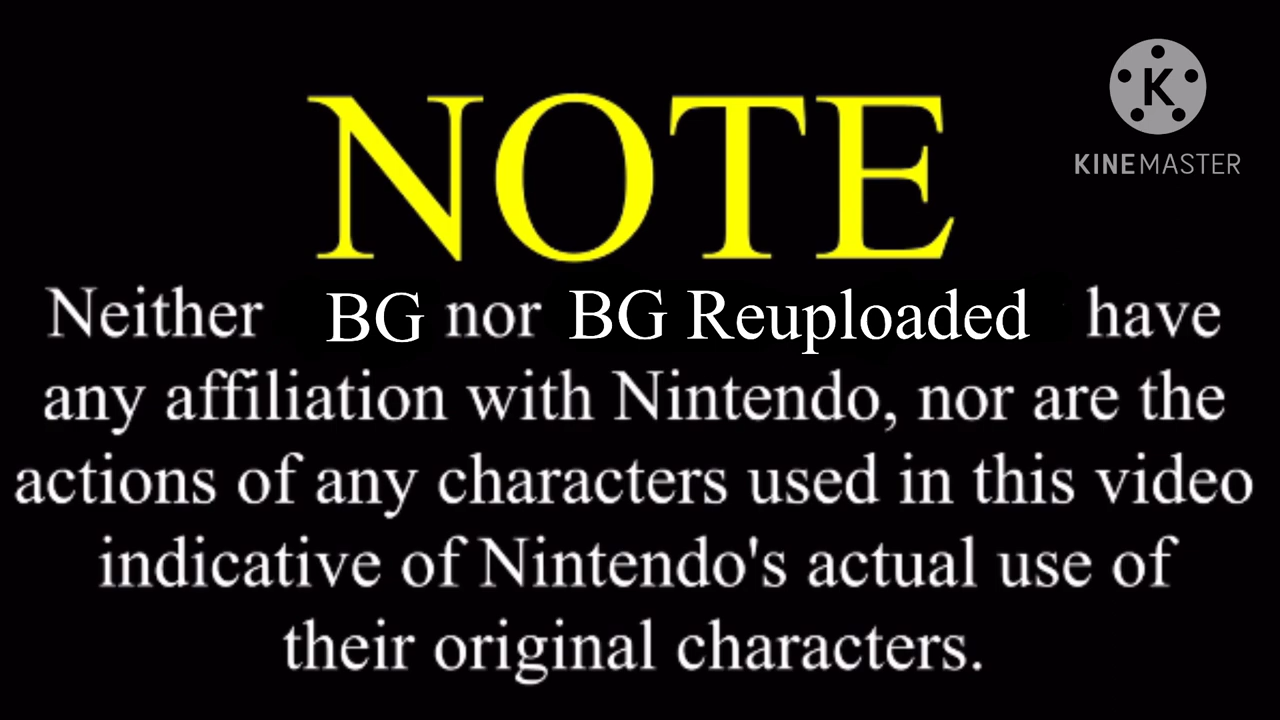 K
KINEMASTER
NOTE
Neither BG nor BG Reuploaded have
any affiliation with Nintendo, nor are the
actions of any characters used in this video
indicative of Nintendo's actual use of
their original characters.